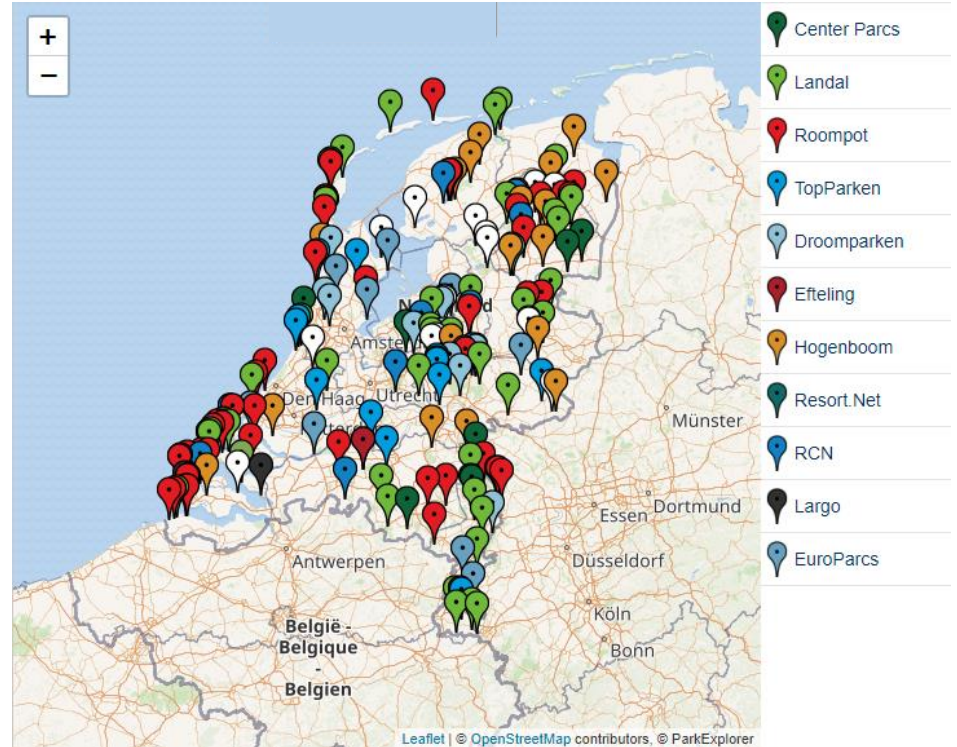 +
−
Amst
Den Haag
Utrecht
Münster
Dortmund
Essen
Antwerpen
Düsseldorf
Köln
België -
Belgique
-
Belgien
Bonn
Leaflet | © OpenStreetMap contributors, © ParkExplorer
Center Parcs
Landal
Roompot
TopParken
Droomparken
Efteling
Hogenboom
Resort.Net
RCN
Largo
EuroParcs